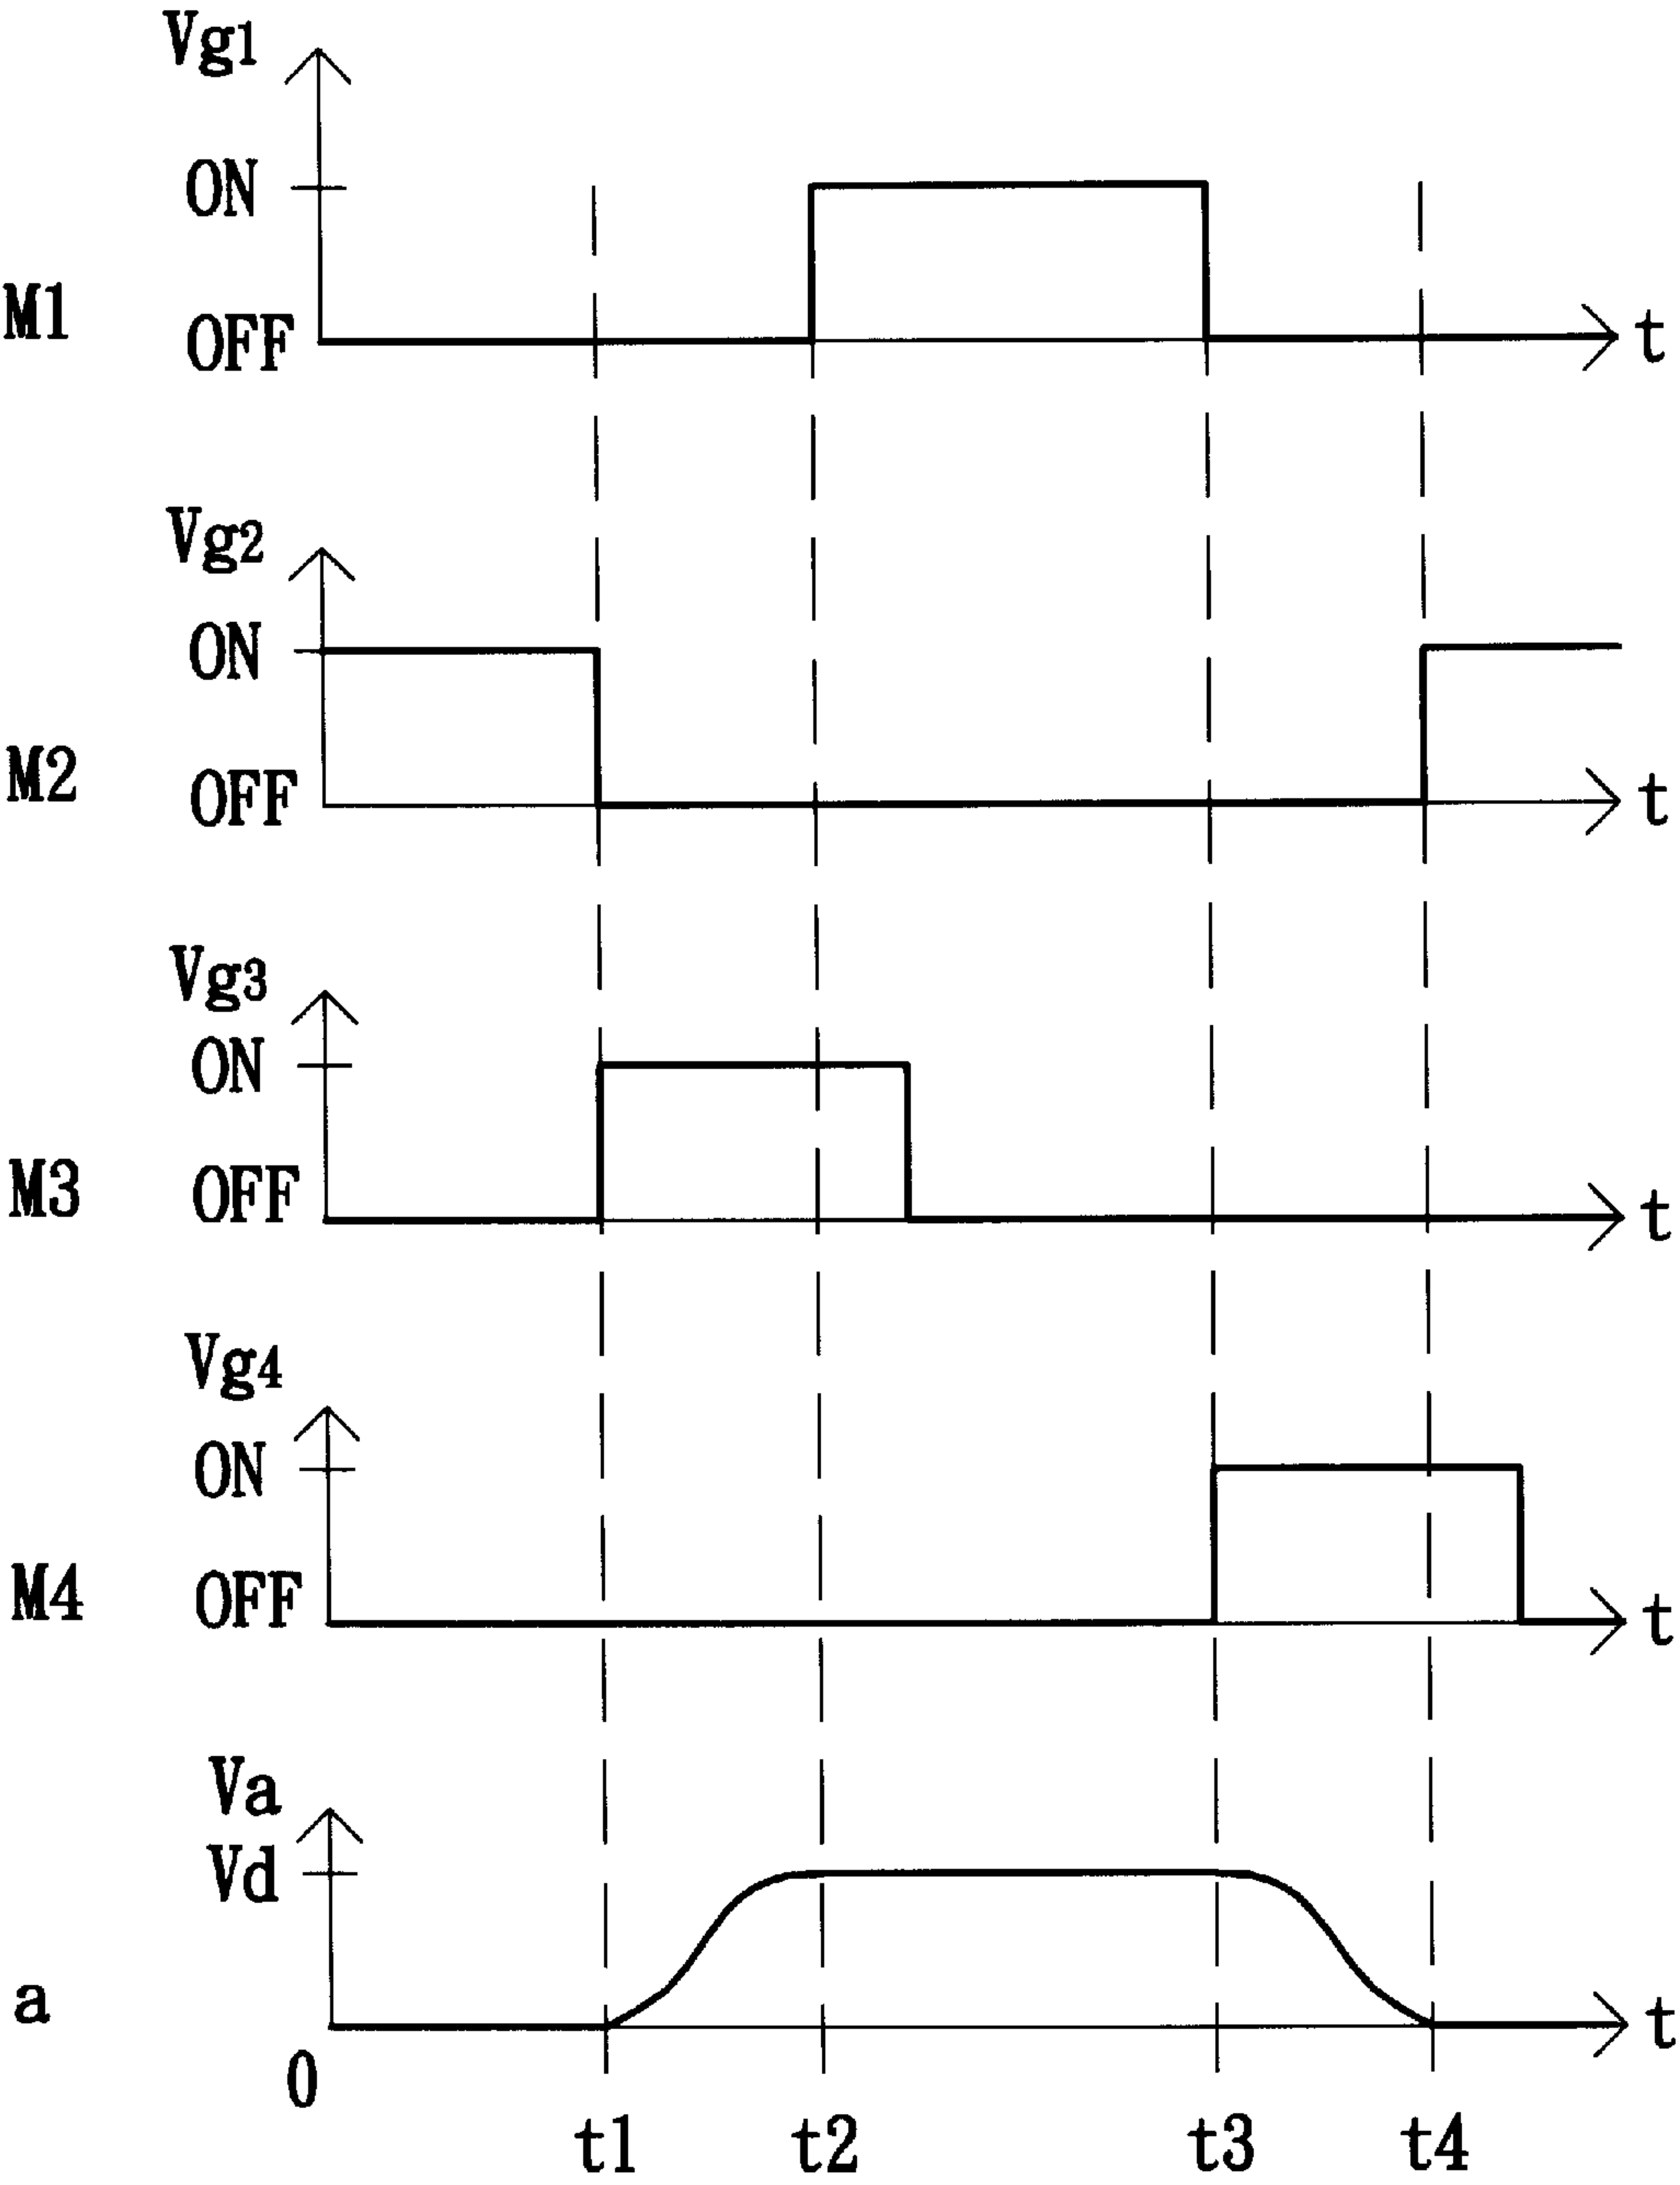 Vg1
ON
M1 OFF t
Vg2
ON
M2 OFF t
Vg3
ON
M3 OFF t
Vg4
ON
M4 OFF t
Va
Vd
a t
0
t1 t2 t3 t4